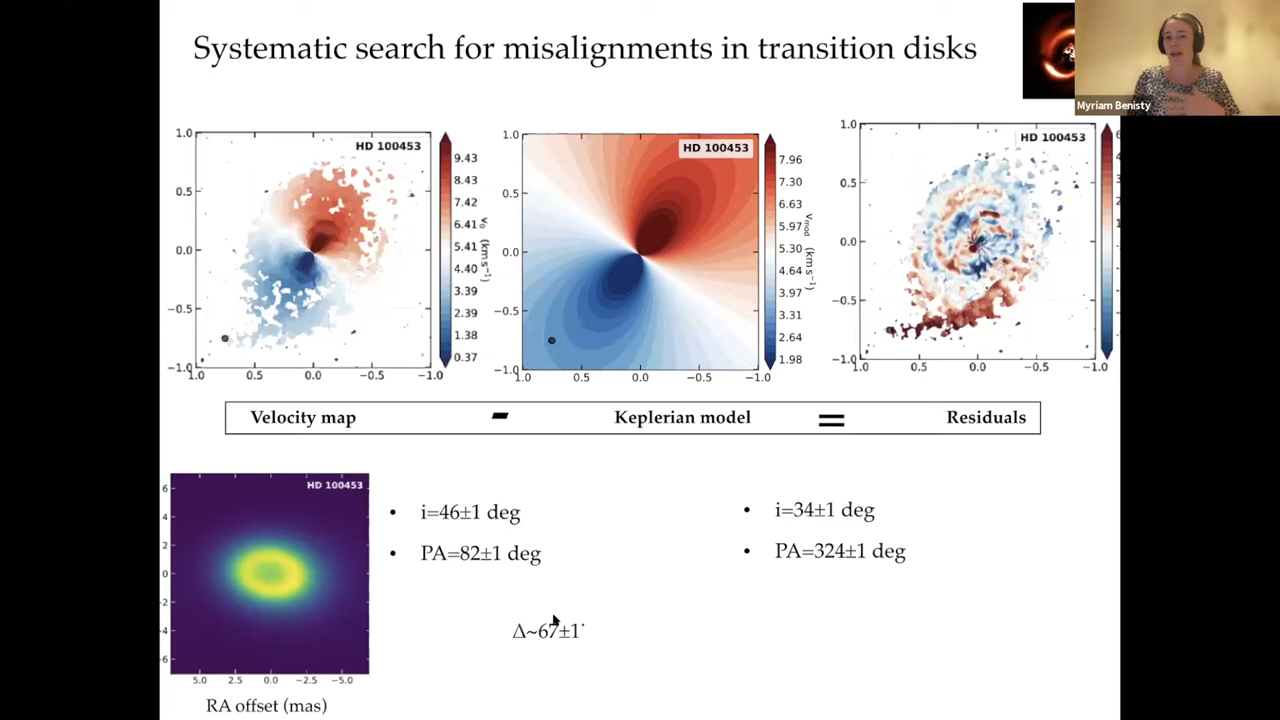 Systematic search for misalignments in transition disks
Myriam Benisty
HD 100453
1.0
0.5
0.0
−0.5
−1.0
1.0 0.5 0.0 −0.5 −1.0
9.43
8.43
7.42
6.41
5.41
4.40
3.39
2.39
1.38
0.37
v₀ (km s⁻¹)
HD 100453
1.0
0.5
0.0
−0.5
−1.0
1.0 0.5 0.0 −0.5 −1.0
7.96
7.30
6.63
5.97
5.30
4.64
3.97
3.31
2.64
1.98
vmod (km s⁻¹)
HD 100453
1.0
0.5
0.0
−0.5
−1.0
1.0 0.5 0.0 −0.5 −1.0
Velocity map - Keplerian model = Residuals
HD 100453
6
4
2
0
−2
−4
−6
5.0 2.5 0.0 −2.5 −5.0
RA offset (mas)
• i=46±1 deg
• PA=82±1 deg
• i=34±1 deg
• PA=324±1 deg
Δ~67±1°